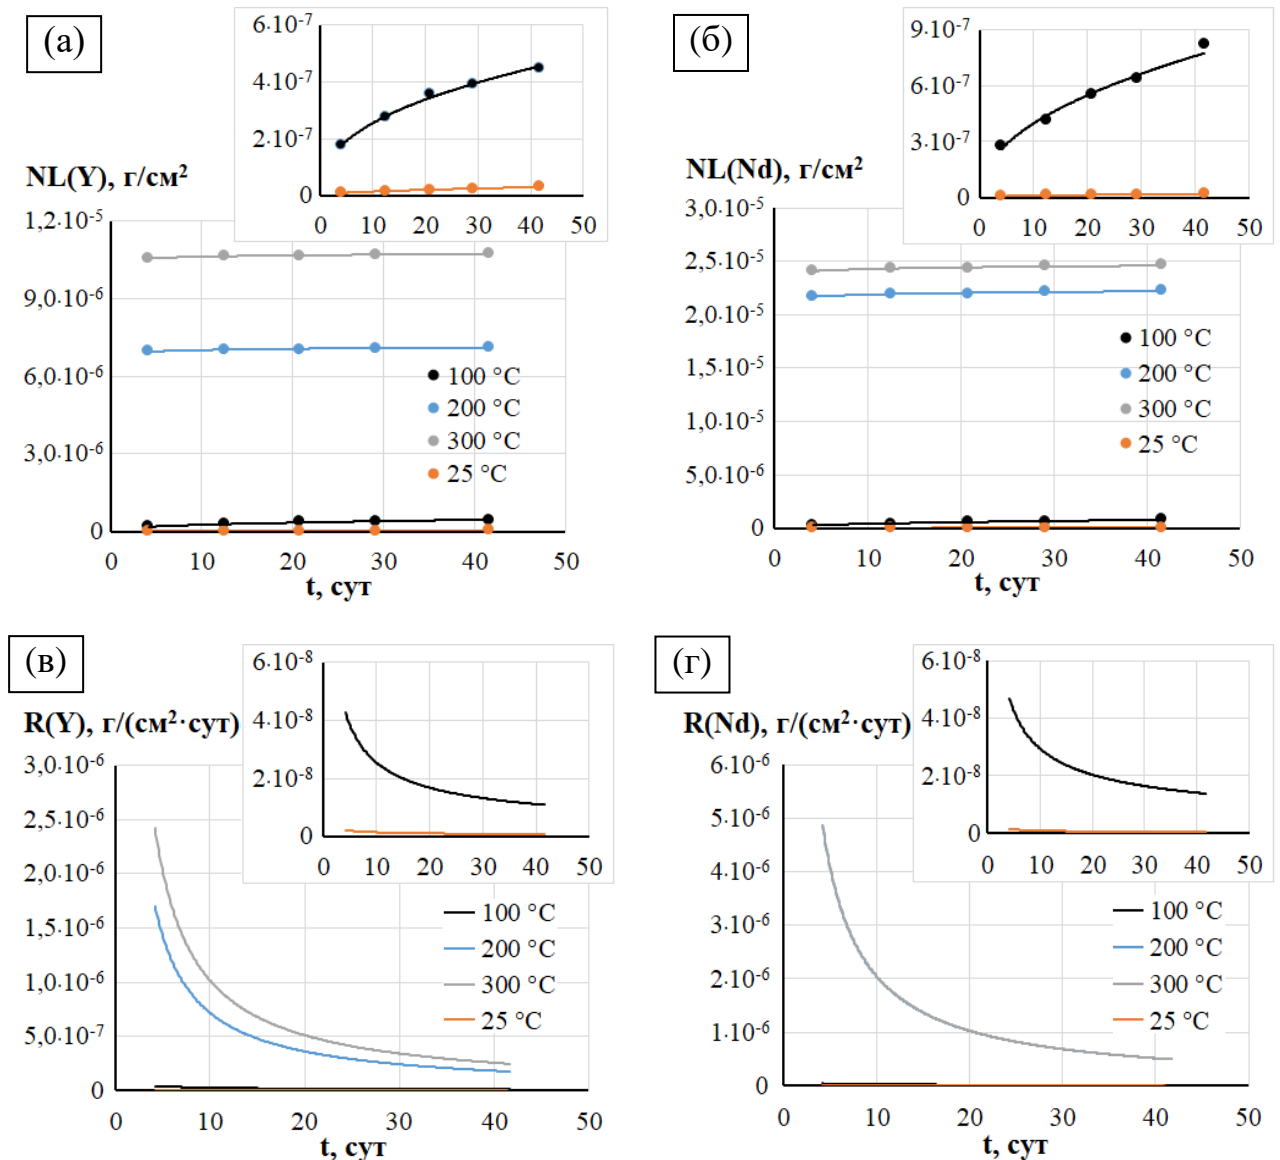 (а)
6·10⁻⁷
4·10⁻⁷
2·10⁻⁷
0
0 10 20 30 40 50
NL(Y), г/см²
1,2·10⁻⁵
9,0·10⁻⁶
6,0·10⁻⁶
3,0·10⁻⁶
0
100 °C
200 °C
300 °C
25 °C
0 10 20 30 40 50
t, сут
(б)
9·10⁻⁷
6·10⁻⁷
3·10⁻⁷
0
0 10 20 30 40 50
NL(Nd), г/см²
3,0·10⁻⁵
2,5·10⁻⁵
2,0·10⁻⁵
1,5·10⁻⁵
1,0·10⁻⁵
5,0·10⁻⁶
0
100 °C
200 °C
300 °C
25 °C
0 10 20 30 40 50
t, сут
(в)
6·10⁻⁸
4·10⁻⁸
2·10⁻⁸
0
0 10 20 30 40 50
R(Y), г/(см²·сут)
3,0·10⁻⁶
2,5·10⁻⁶
2,0·10⁻⁶
1,5·10⁻⁶
1,0·10⁻⁶
5,0·10⁻⁷
0
100 °C
200 °C
300 °C
25 °C
0 10 20 30 40 50
t, сут
(г)
6·10⁻⁸
4·10⁻⁸
2·10⁻⁸
0
0 10 20 30 40 50
R(Nd), г/(см²·сут)
6·10⁻⁶
5·10⁻⁶
4·10⁻⁶
3·10⁻⁶
2·10⁻⁶
1·10⁻⁶
0
100 °C
200 °C
300 °C
25 °C
0 10 20 30 40 50
t, сут